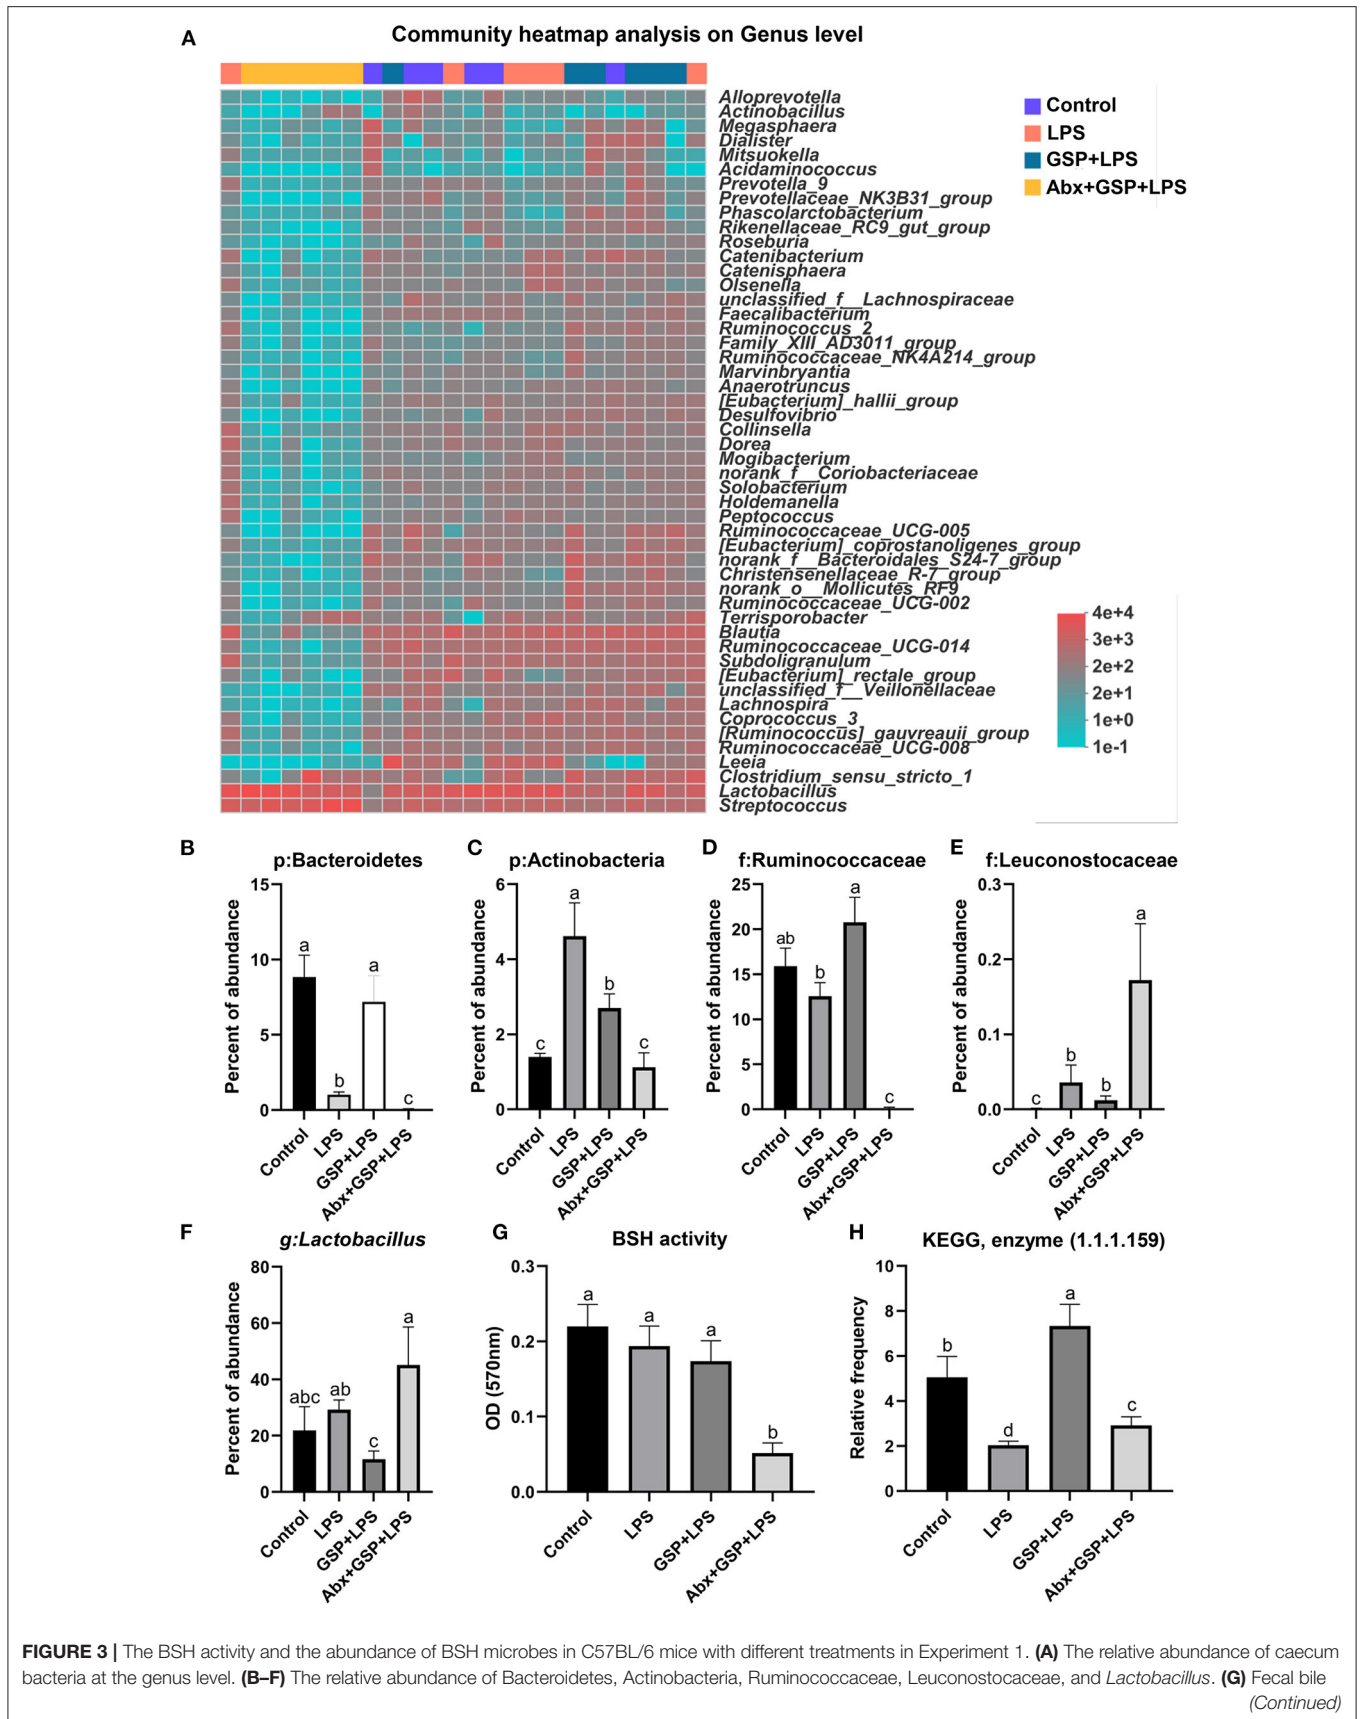 A
Community heatmap analysis on Genus level
Alloprevotella
Actinobacillus
Megasphaera
Dialister
Mitsuokella
Acidaminococcus
Prevotella_9
Prevotellaceae_NK3B31_group
Phascolarctobacterium
Rikenellaceae_RC9_gut_group
Roseburia
Catenibacterium
Catenisphaera
Olsenella
unclassified_f__Lachnospiraceae
Faecalibacterium
Ruminococcus_2
Family_XIII_AD3011_group
Ruminococcaceae_NK4A214_group
Marvinbryantia
Anaerotruncus
[Eubacterium]_hallii_group
Desulfovibrio
Collinsella
Dorea
Mogibacterium
norank_f__Coriobacteriaceae
Solobacterium
Holdemanella
Peptococcus
Ruminococcaceae_UCG-005
[Eubacterium]_coprostanoligenes_group
norank_f__Bacteroidales_S24-7_group
Christensenellaceae_R-7_group
norank_o__Mollicutes_RF9
Ruminococcaceae_UCG-002
Terrisporobacter
Blautia
Ruminococcaceae_UCG-014
Subdoligranulum
[Eubacterium]_rectale_group
unclassified_f__Veillonellaceae
Lachnospira
Coprococcus_3
[Ruminococcus]_gauvreauii_group
Ruminococcaceae_UCG-008
Leeia
Clostridium_sensu_stricto_1
Lactobacillus
Streptococcus
Control
LPS
GSP+LPS
Abx+GSP+LPS
4e+4
3e+3
2e+2
2e+1
1e+0
1e-1
B
p:Bacteroidetes
Percent of abundance
15
10
5
0
a
b
a
c
Control
LPS
GSP+LPS
Abx+GSP+LPS
C
p:Actinobacteria
Percent of abundance
6
4
2
0
c
a
b
c
Control
LPS
GSP+LPS
Abx+GSP+LPS
D
f:Ruminococcaceae
Percent of abundance
25
20
15
10
5
0
ab
b
a
c
Control
LPS
GSP+LPS
Abx+GSP+LPS
E
f:Leuconostocaceae
Percent of abundance
0.3
0.2
0.1
0.0
c
b
b
a
Control
LPS
GSP+LPS
Abx+GSP+LPS
F
g:Lactobacillus
Percent of abundance
80
60
40
20
0
abc
ab
c
a
Control
LPS
GSP+LPS
Abx+GSP+LPS
G
BSH activity
OD (570nm)
0.3
0.2
0.1
0.0
a
a
a
b
Control
LPS
GSP+LPS
Abx+GSP+LPS
H
KEGG, enzyme (1.1.1.159)
Relative frequency
10
8
6
4
2
0
b
d
a
c
Control
LPS
GSP+LPS
Abx+GSP+LPS
FIGURE 3 | The BSH activity and the abundance of BSH microbes in C57BL/6 mice with different treatments in Experiment 1. (A) The relative abundance of caecum
bacteria at the genus level. (B–F) The relative abundance of Bacteroidetes, Actinobacteria, Ruminococcaceae, Leuconostocaceae, and Lactobacillus. (G) Fecal bile
(Continued)